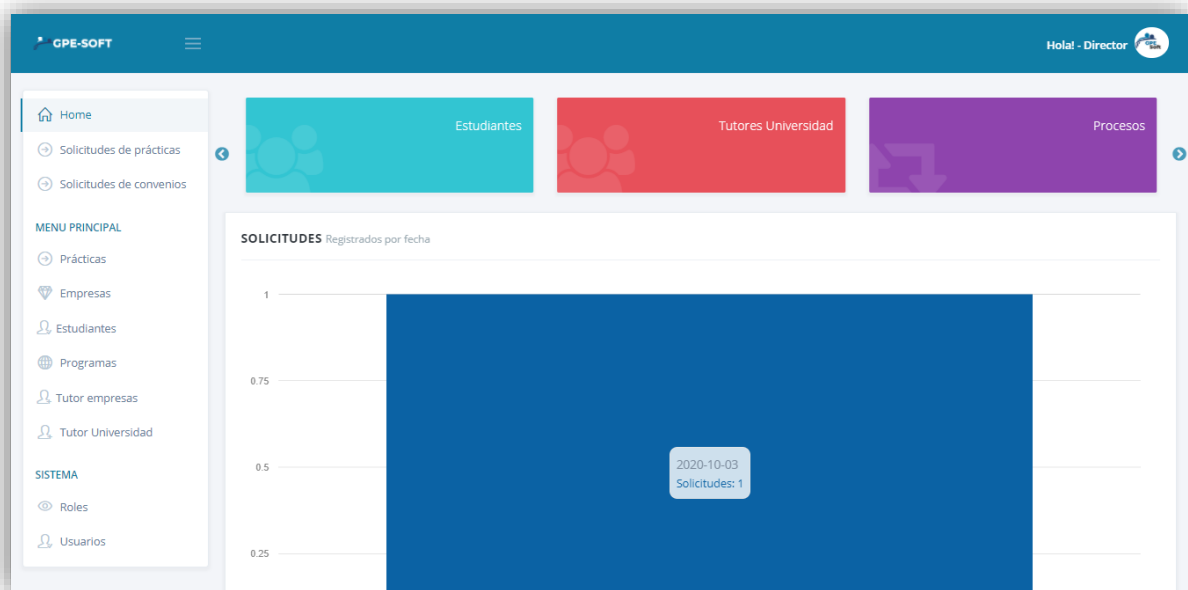 GPE-SOFT
Hola! - Director
GPE
Soft
Home
Solicitudes de prácticas
Solicitudes de convenios
MENU PRINCIPAL
Prácticas
Empresas
Estudiantes
Programas
Tutor empresas
Tutor Universidad
SISTEMA
Roles
Usuarios
Estudiantes
Tutores Universidad
Procesos
SOLICITUDES Registrados por fecha
1
0.75
0.5
0.25
2020-10-03
Solicitudes: 1